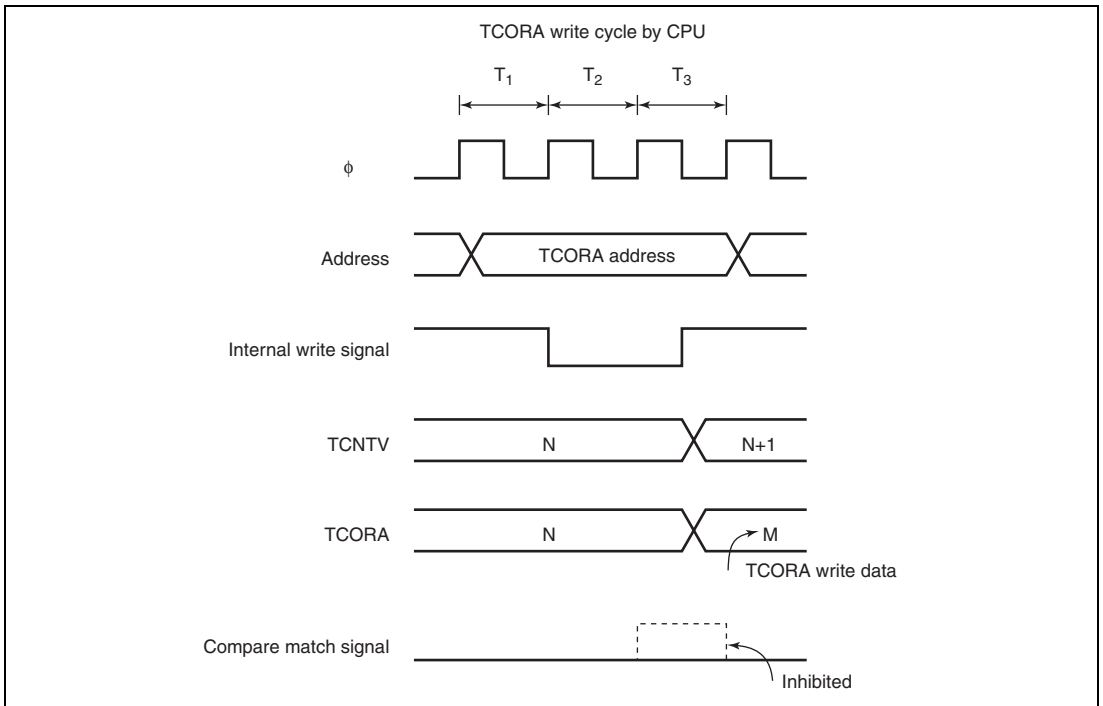 TCORA write cycle by CPU
T1 T2 T3
ϕ
Address TCORA address
Internal write signal
TCNTV N N+1
TCORA N M
TCORA write data
Compare match signal
Inhibited